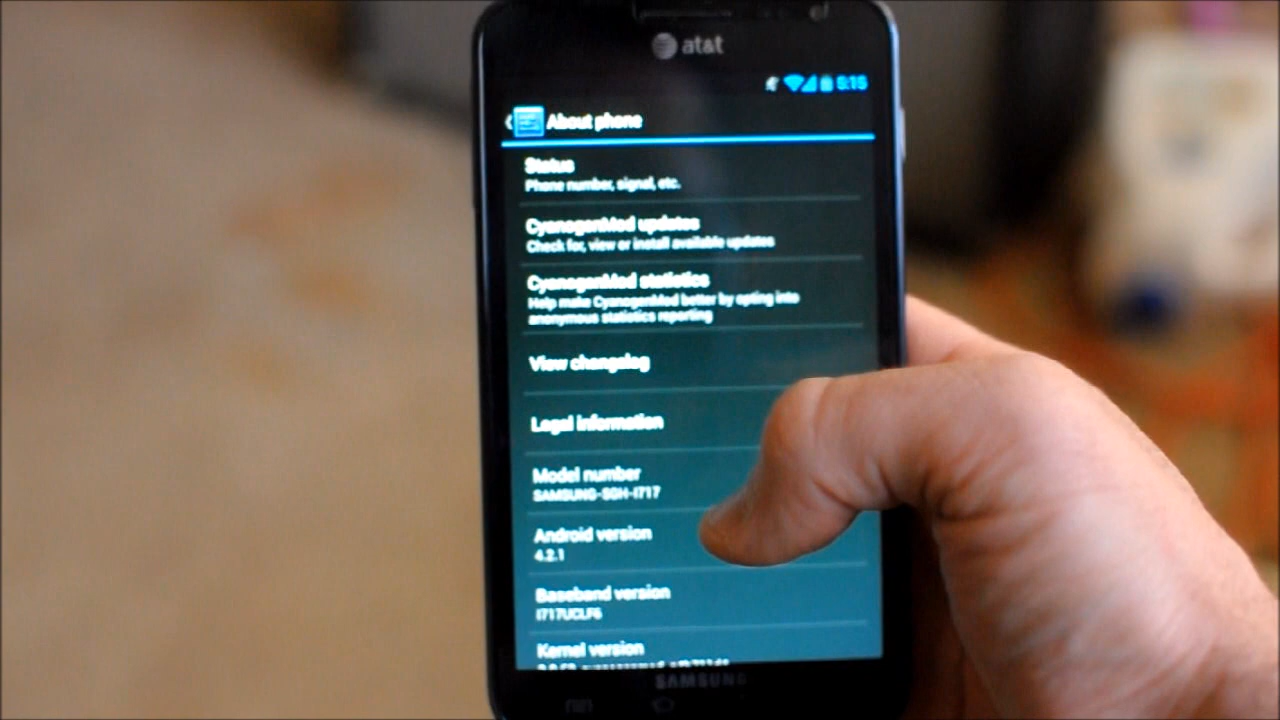 at&t
5:15
About phone
Status
Phone number, signal, etc.
CyanogenMod updates
Check for, view or install available updates
CyanogenMod statistics
Help make CyanogenMod better by opting into
anonymous statistics reporting
View changelog
Legal information
Model number
SAMSUNG-SGH-I717
Android version
4.2.1
Baseband version
I717UCLF6
Kernel version
SAMSUNG